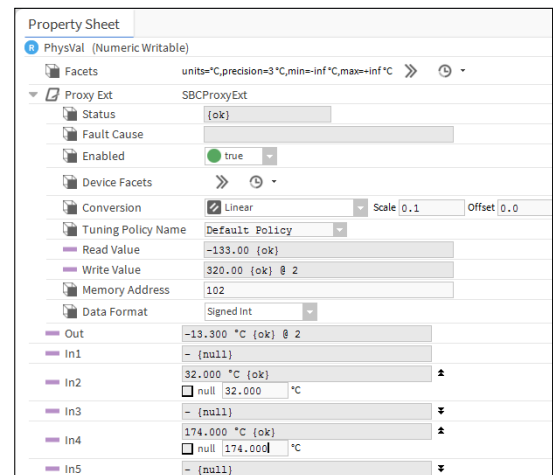 Property Sheet
R PhysVal (Numeric Writable)
Facets units=°C,precision=3 °C,min=-inf °C,max=+inf °C
Proxy Ext SBCProxyExt
Status {ok}
Fault Cause
Enabled true
Device Facets
Conversion Linear Scale 0.1 Offset 0.0
Tuning Policy Name Default Policy
Read Value -133.00 {ok}
Write Value 320.00 {ok} @ 2
Memory Address 102
Data Format Signed Int
Out -13.300 °C {ok} @ 2
In1 - {null}
32.000 °C {ok}
In2
null 32.000 °C
In3 - {null}
174.000 °C {ok}
In4
null 174.000 °C
In5 - {null}